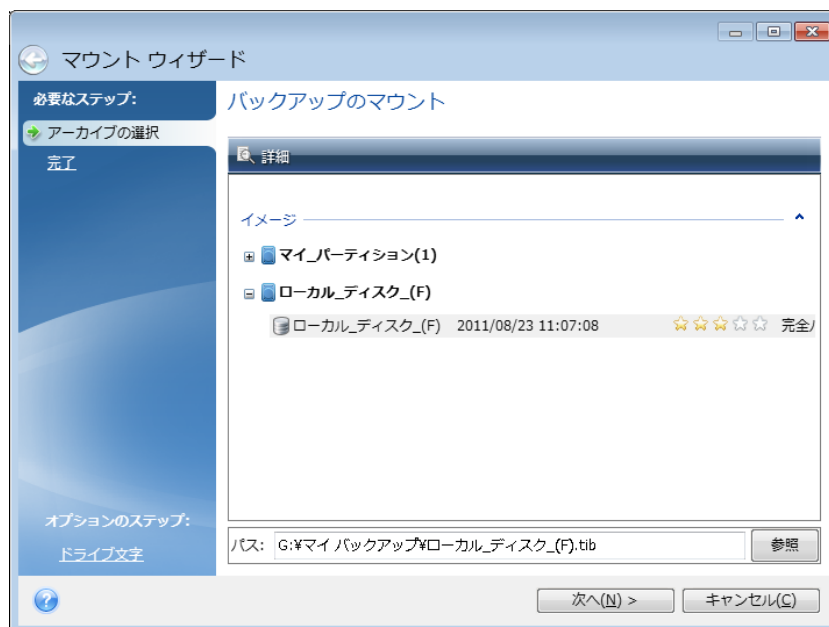 マウント ウィザード
必要なステップ:
アーカイブの選択
完了
バックアップのマウント
詳細
イメージ
マイ_パーティション(1)
ローカル_ディスク_(F)
ローカル_ディスク_(F) 2011/08/23 11:07:08 完全
オプションのステップ:
ドライブ文字
パス: G:¥マイ バックアップ¥ローカル_ディスク_(F).tib 参照
次へ(N) > キャンセル(C)